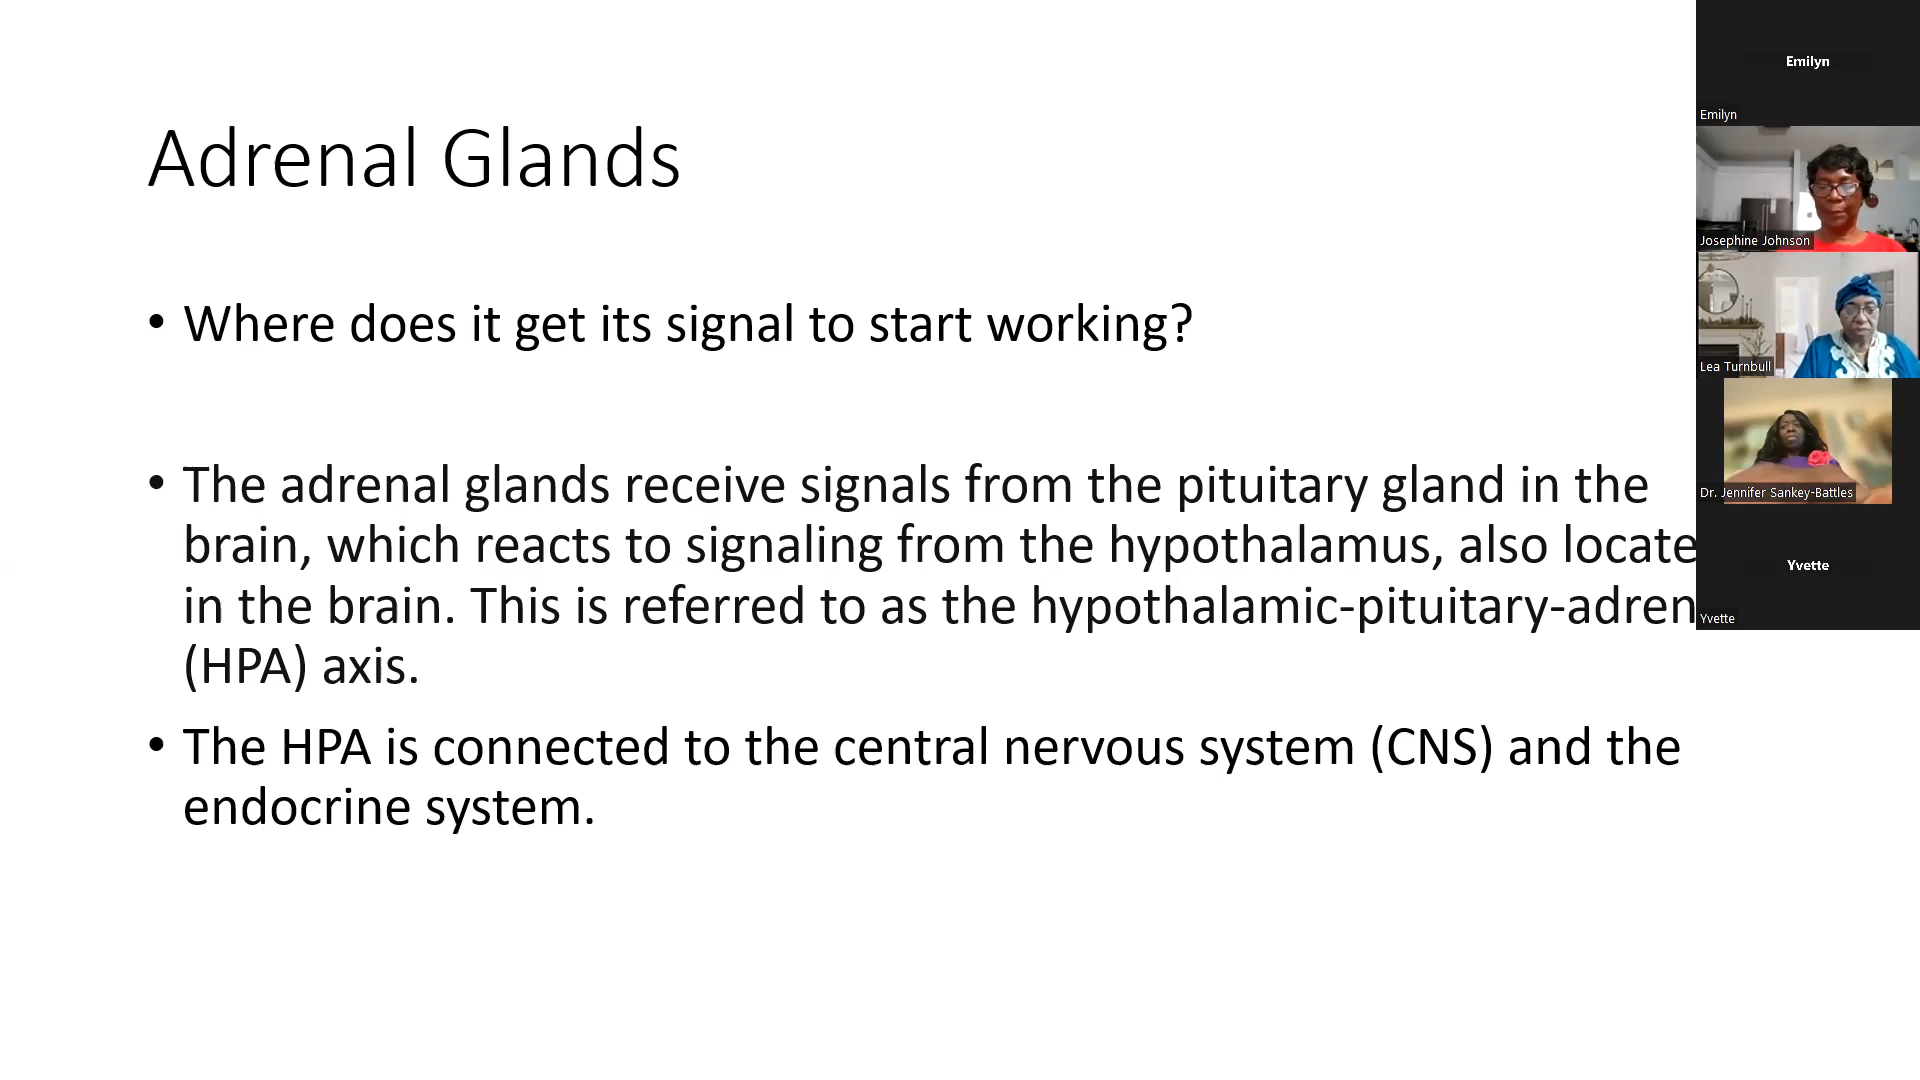 Adrenal Glands
• Where does it get its signal to start working?
• The adrenal glands receive signals from the pituitary gland in the
brain, which reacts to signaling from the hypothalamus, also locate
in the brain. This is referred to as the hypothalamic-pituitary-adren
(HPA) axis.
• The HPA is connected to the central nervous system (CNS) and the
endocrine system.
Emilyn
Emilyn
Josephine Johnson
Lea Turnbull
Dr. Jennifer Sankey-Battles
Yvette
Yvette